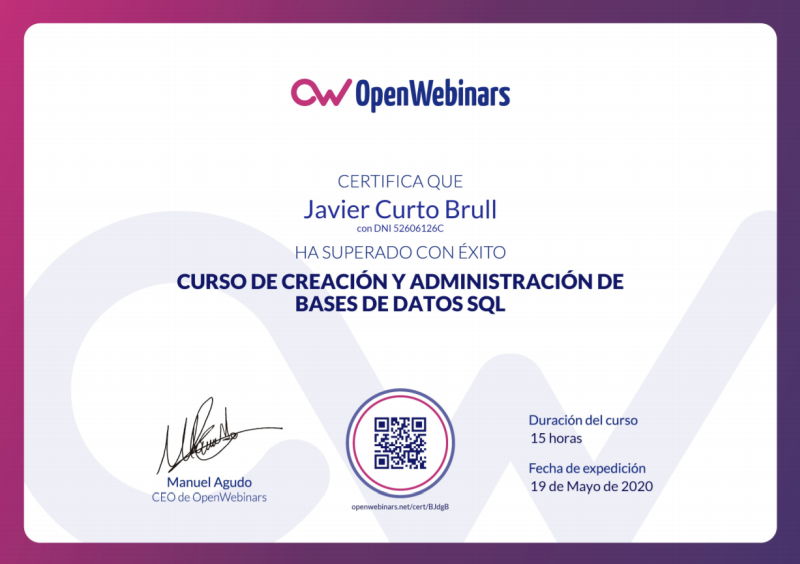 OpenWebinars
CERTIFICA QUE
Javier Curto Brull
con DNI 52606126C
HA SUPERADO CON ÉXITO
CURSO DE CREACIÓN Y ADMINISTRACIÓN DE
BASES DE DATOS SQL
Manuel Agudo
CEO de OpenWebinars
openwebinars.net/cert/BJdgB
Duración del curso
15 horas
Fecha de expedición
19 de Mayo de 2020